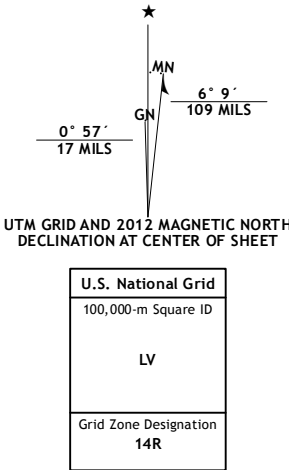 ★
MN
GN
6° 9´
109 MILS
0° 57´
17 MILS
UTM GRID AND 2012 MAGNETIC NORTH
DECLINATION AT CENTER OF SHEET
U.S. National Grid
100,000-m Square ID
LV
Grid Zone Designation
14R